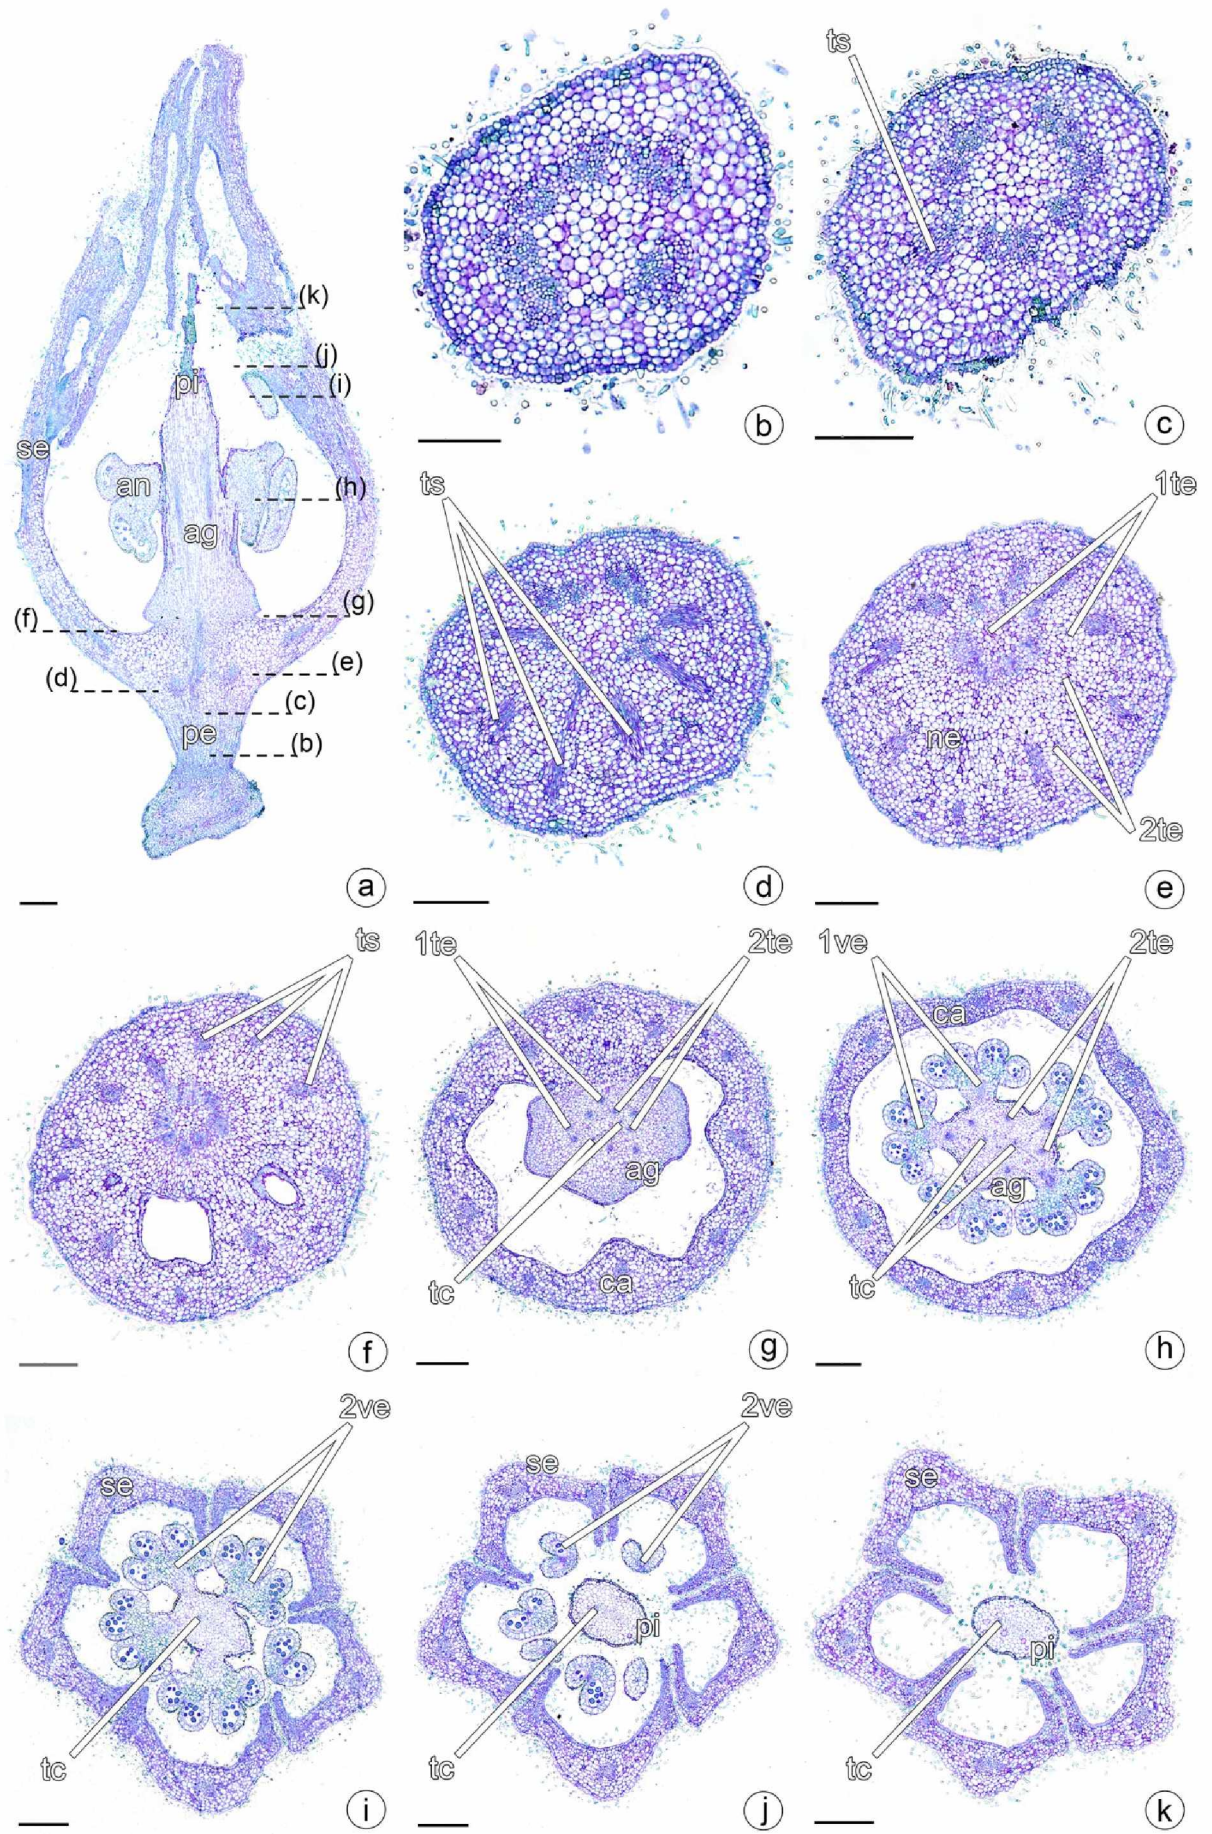 ts
(k)
(j)
pi
(i)
se
b
c
an
(h)
ts
1te
ag
(f)
(g)
(d)
(e)
(c)
pe
(b)
ne
2te
a
d
e
ts
1te
2te
1ve
2te
ca
ag
ag
ca
tc
tc
f
g
h
2ve
2ve
se
se
se
pi
pi
tc
tc
tc
i
j
k